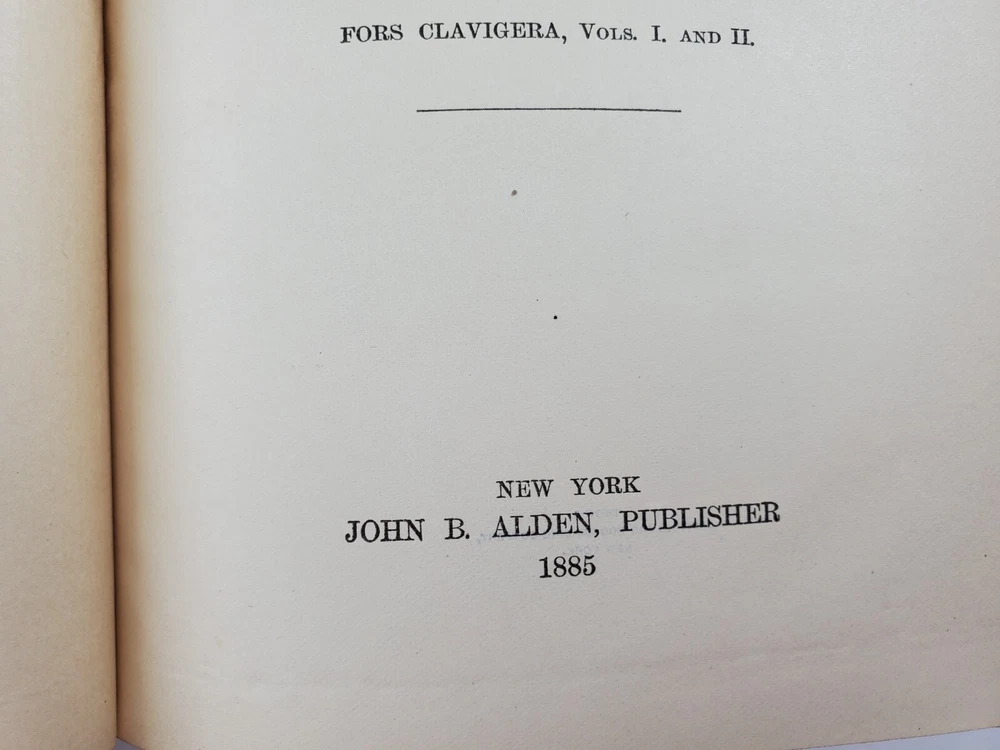 FORS CLAVIGERA, Vols. I. and II.
NEW YORK
JOHN B. ALDEN, PUBLISHER
1885